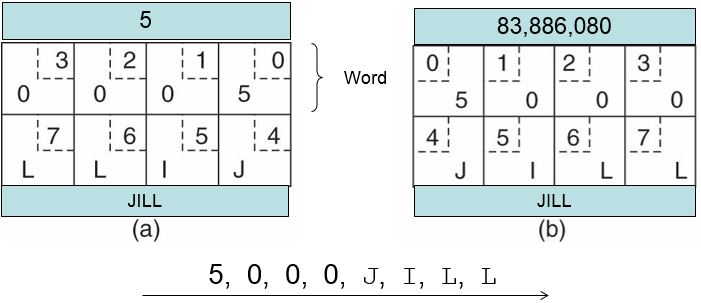 5
3 2 1 0
0 0 0 5
7 6 5 4
L L I J
JILL
(a)
Word
83,886,080
0 1 2 3
5 0 0 0
4 5 6 7
J I L L
JILL
(b)
5, 0, 0, 0, J, I, L, L